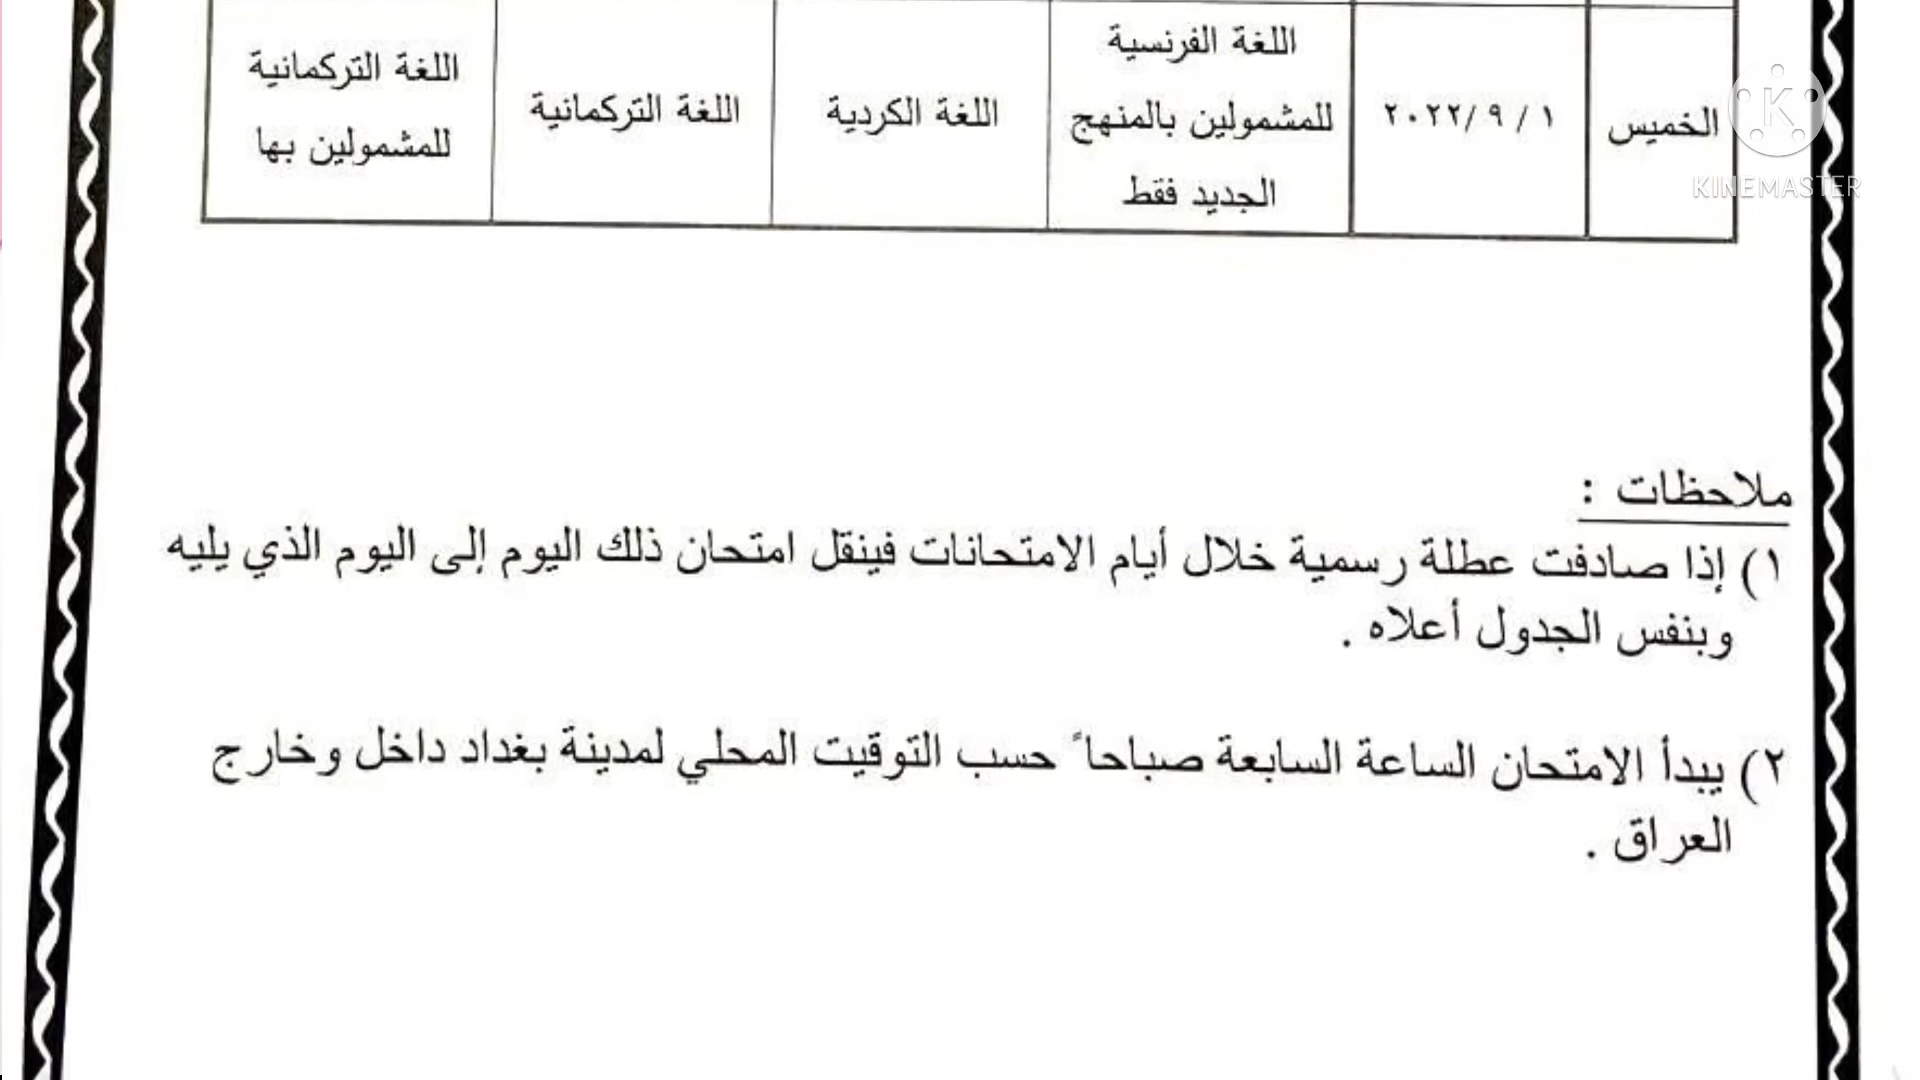 الخميس
٢٠٢٢/ ٩ / ١
اللغة الفرنسية
للمشمولين بالمنهج
الجديد فقط
اللغة الكردية
اللغة التركمانية
اللغة التركمانية
للمشمولين بها
K
KINEMASTER
ملاحظات :
١) إذا صادفت عطلة رسمية خلال أيام الامتحانات فينقل امتحان ذلك اليوم إلى اليوم الذي يليه
وبنفس الجدول أعلاه .
٢) يبدأ الامتحان الساعة السابعة صباحاً حسب التوقيت المحلي لمدينة بغداد داخل وخارج
العراق .